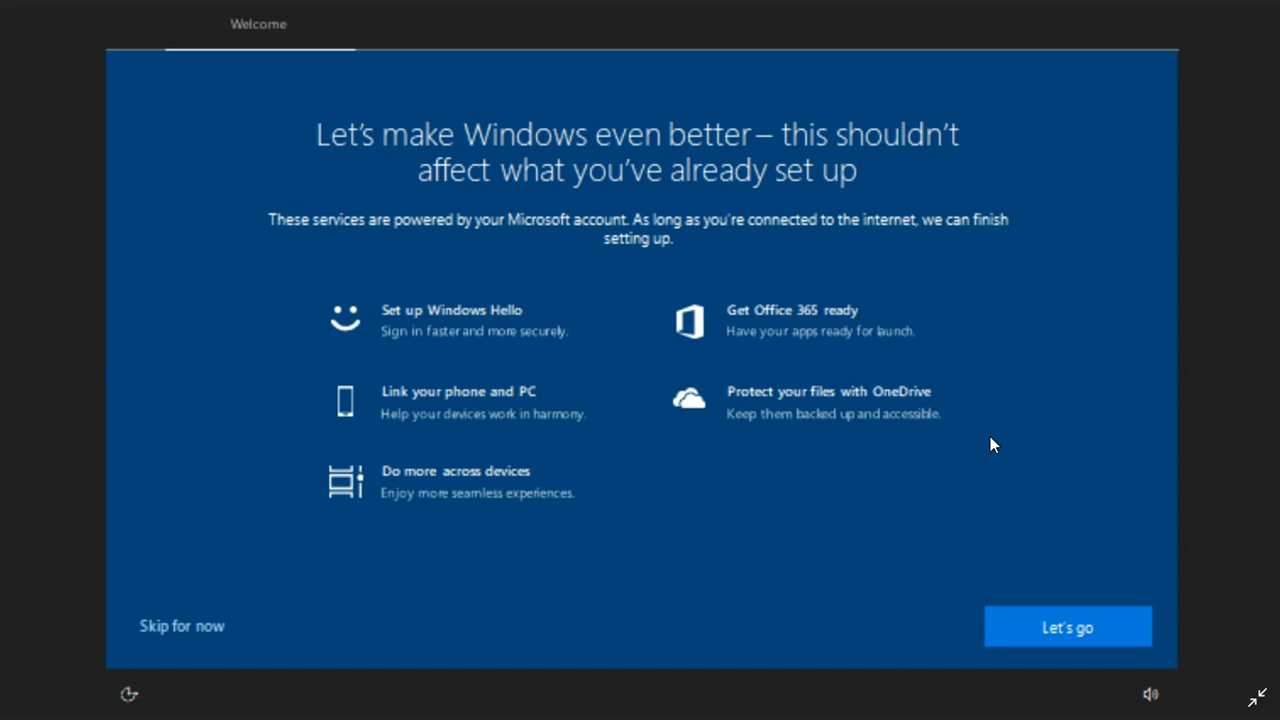 Welcome
Let's make Windows even better – this shouldn't
affect what you've already set up
These services are powered by your Microsoft account. As long as you're connected to the internet, we can finish
setting up.
Set up Windows Hello
Sign in faster and more securely.
Get Office 365 ready
Have your apps ready for launch.
Link your phone and PC
Help your devices work in harmony.
Protect your files with OneDrive
Keep them backed up and accessible.
Do more across devices
Enjoy more seamless experiences.
Skip for now
Let's go